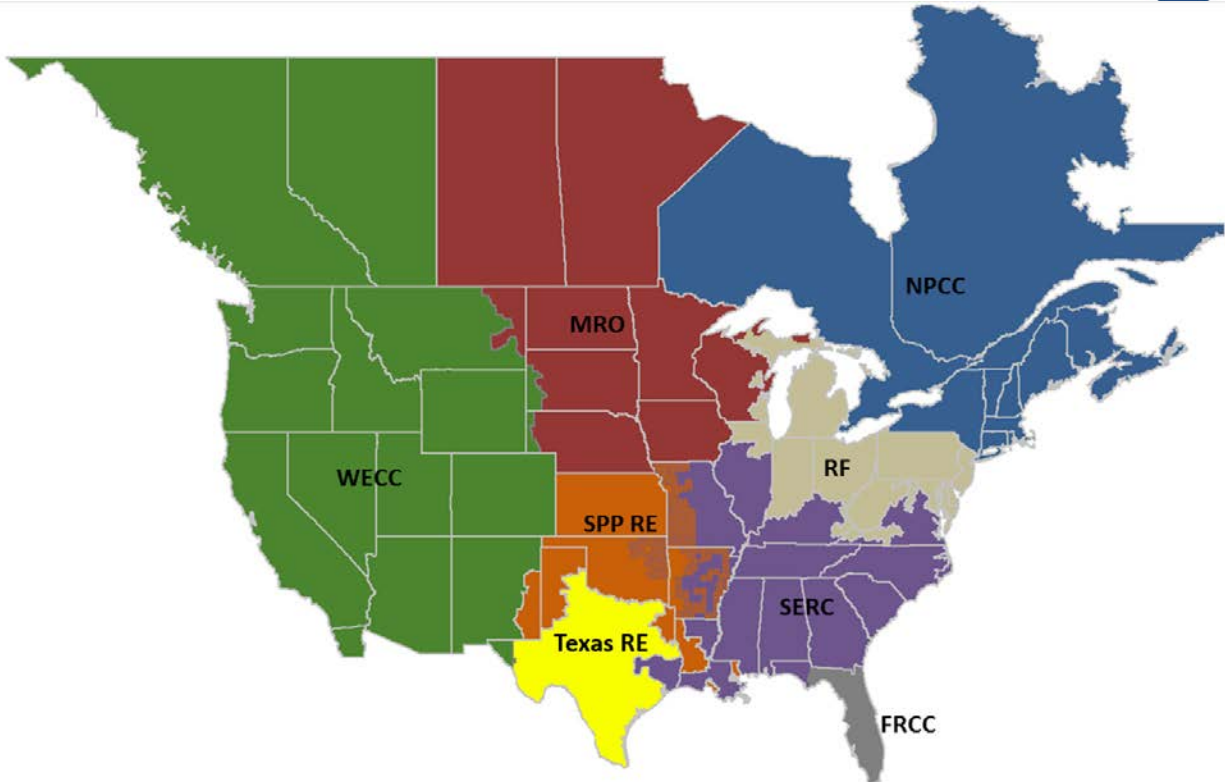 NPCC
MRO
RF
WECC
SPP RE
SERC
Texas RE
FRCC